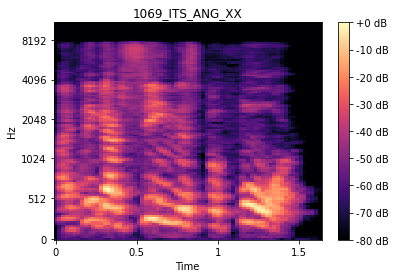 1069_ITS_ANG_XX
+0 dB
8192
-10 dB
4096
-20 dB
-30 dB
2048
Hz
-40 dB
1024
-50 dB
512
-60 dB
-70 dB
0
-80 dB
0 0.5 1 1.5
Time